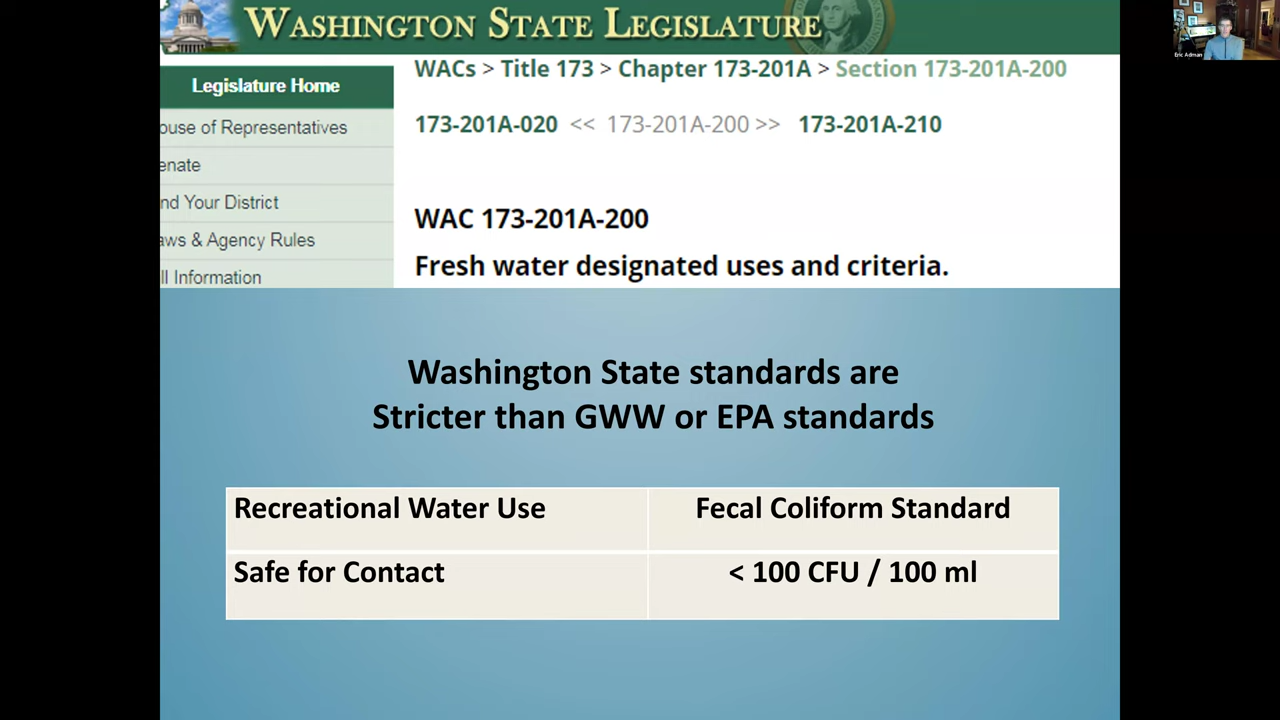 WASHINGTON STATE LEGISLATURE
Eric Adman
Legislature Home
ouse of Representatives
enate
nd Your District
aws & Agency Rules
ll Information
WACs > Title 173 > Chapter 173-201A > Section 173-201A-200
173-201A-020 << 173-201A-200 >> 173-201A-210
WAC 173-201A-200
Fresh water designated uses and criteria.
Washington State standards are
Stricter than GWW or EPA standards
Recreational Water Use Fecal Coliform Standard
Safe for Contact < 100 CFU / 100 ml